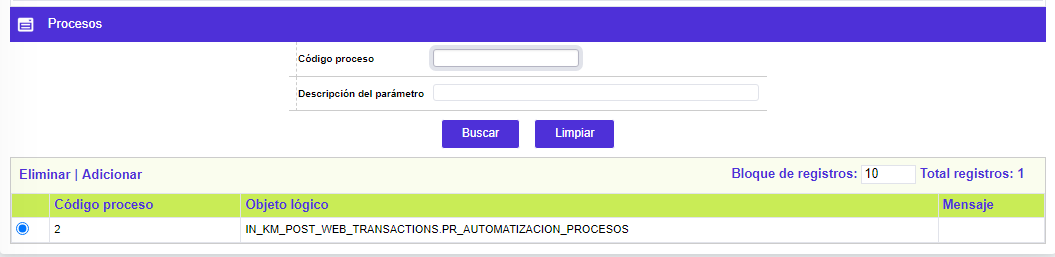 Procesos
Código proceso
Descripción del parámetro
Buscar Limpiar
Eliminar | Adicionar Bloque de registros: 10 Total registros: 1
Código proceso Objeto lógico Mensaje
2 IN_KM_POST_WEB_TRANSACTIONS.PR_AUTOMATIZACION_PROCESOS